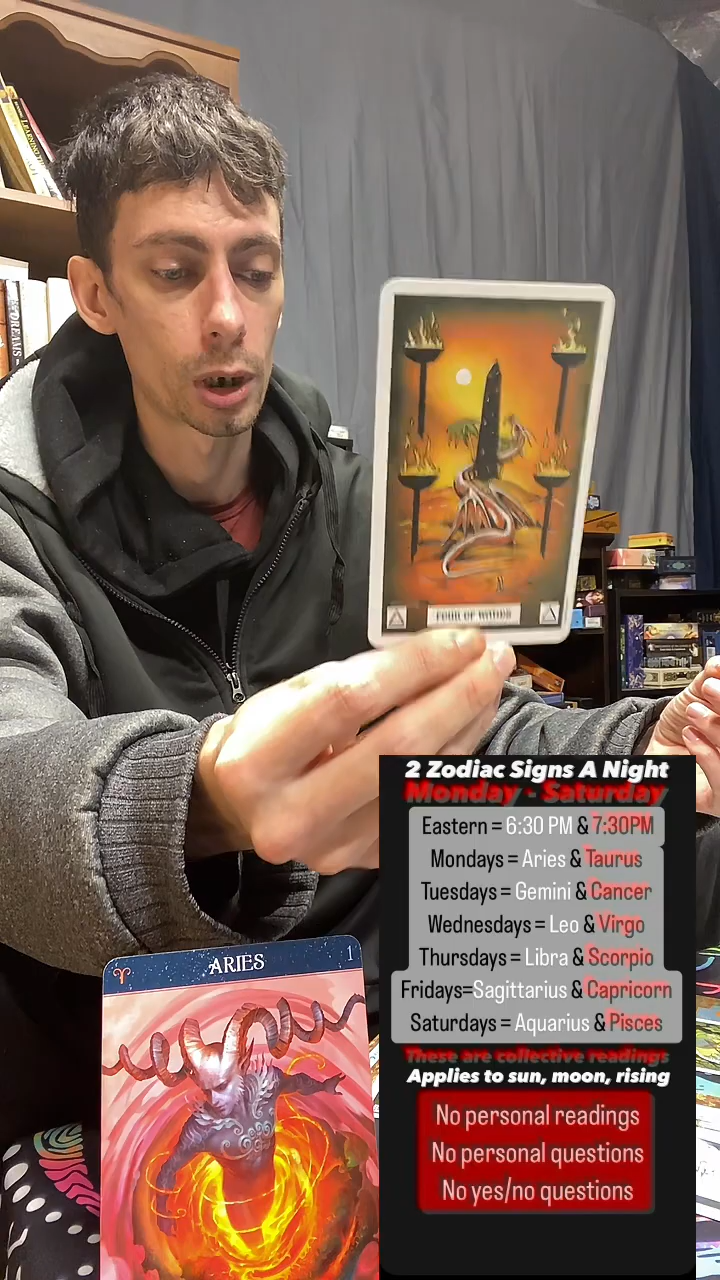 LEARNING
DREAMS
FOUR OF WANDS
2 Zodiac Signs A Night
Monday - Saturday
Eastern = 6:30 PM & 7:30PM
Mondays = Aries & Taurus
Tuesdays = Gemini & Cancer
Wednesdays = Leo & Virgo
Thursdays = Libra & Scorpio
Fridays=Sagittarius & Capricorn
Saturdays = Aquarius & Pisces
These are collective readings
Applies to sun, moon, rising
No personal readings
No personal questions
No yes/no questions
ARIES 1